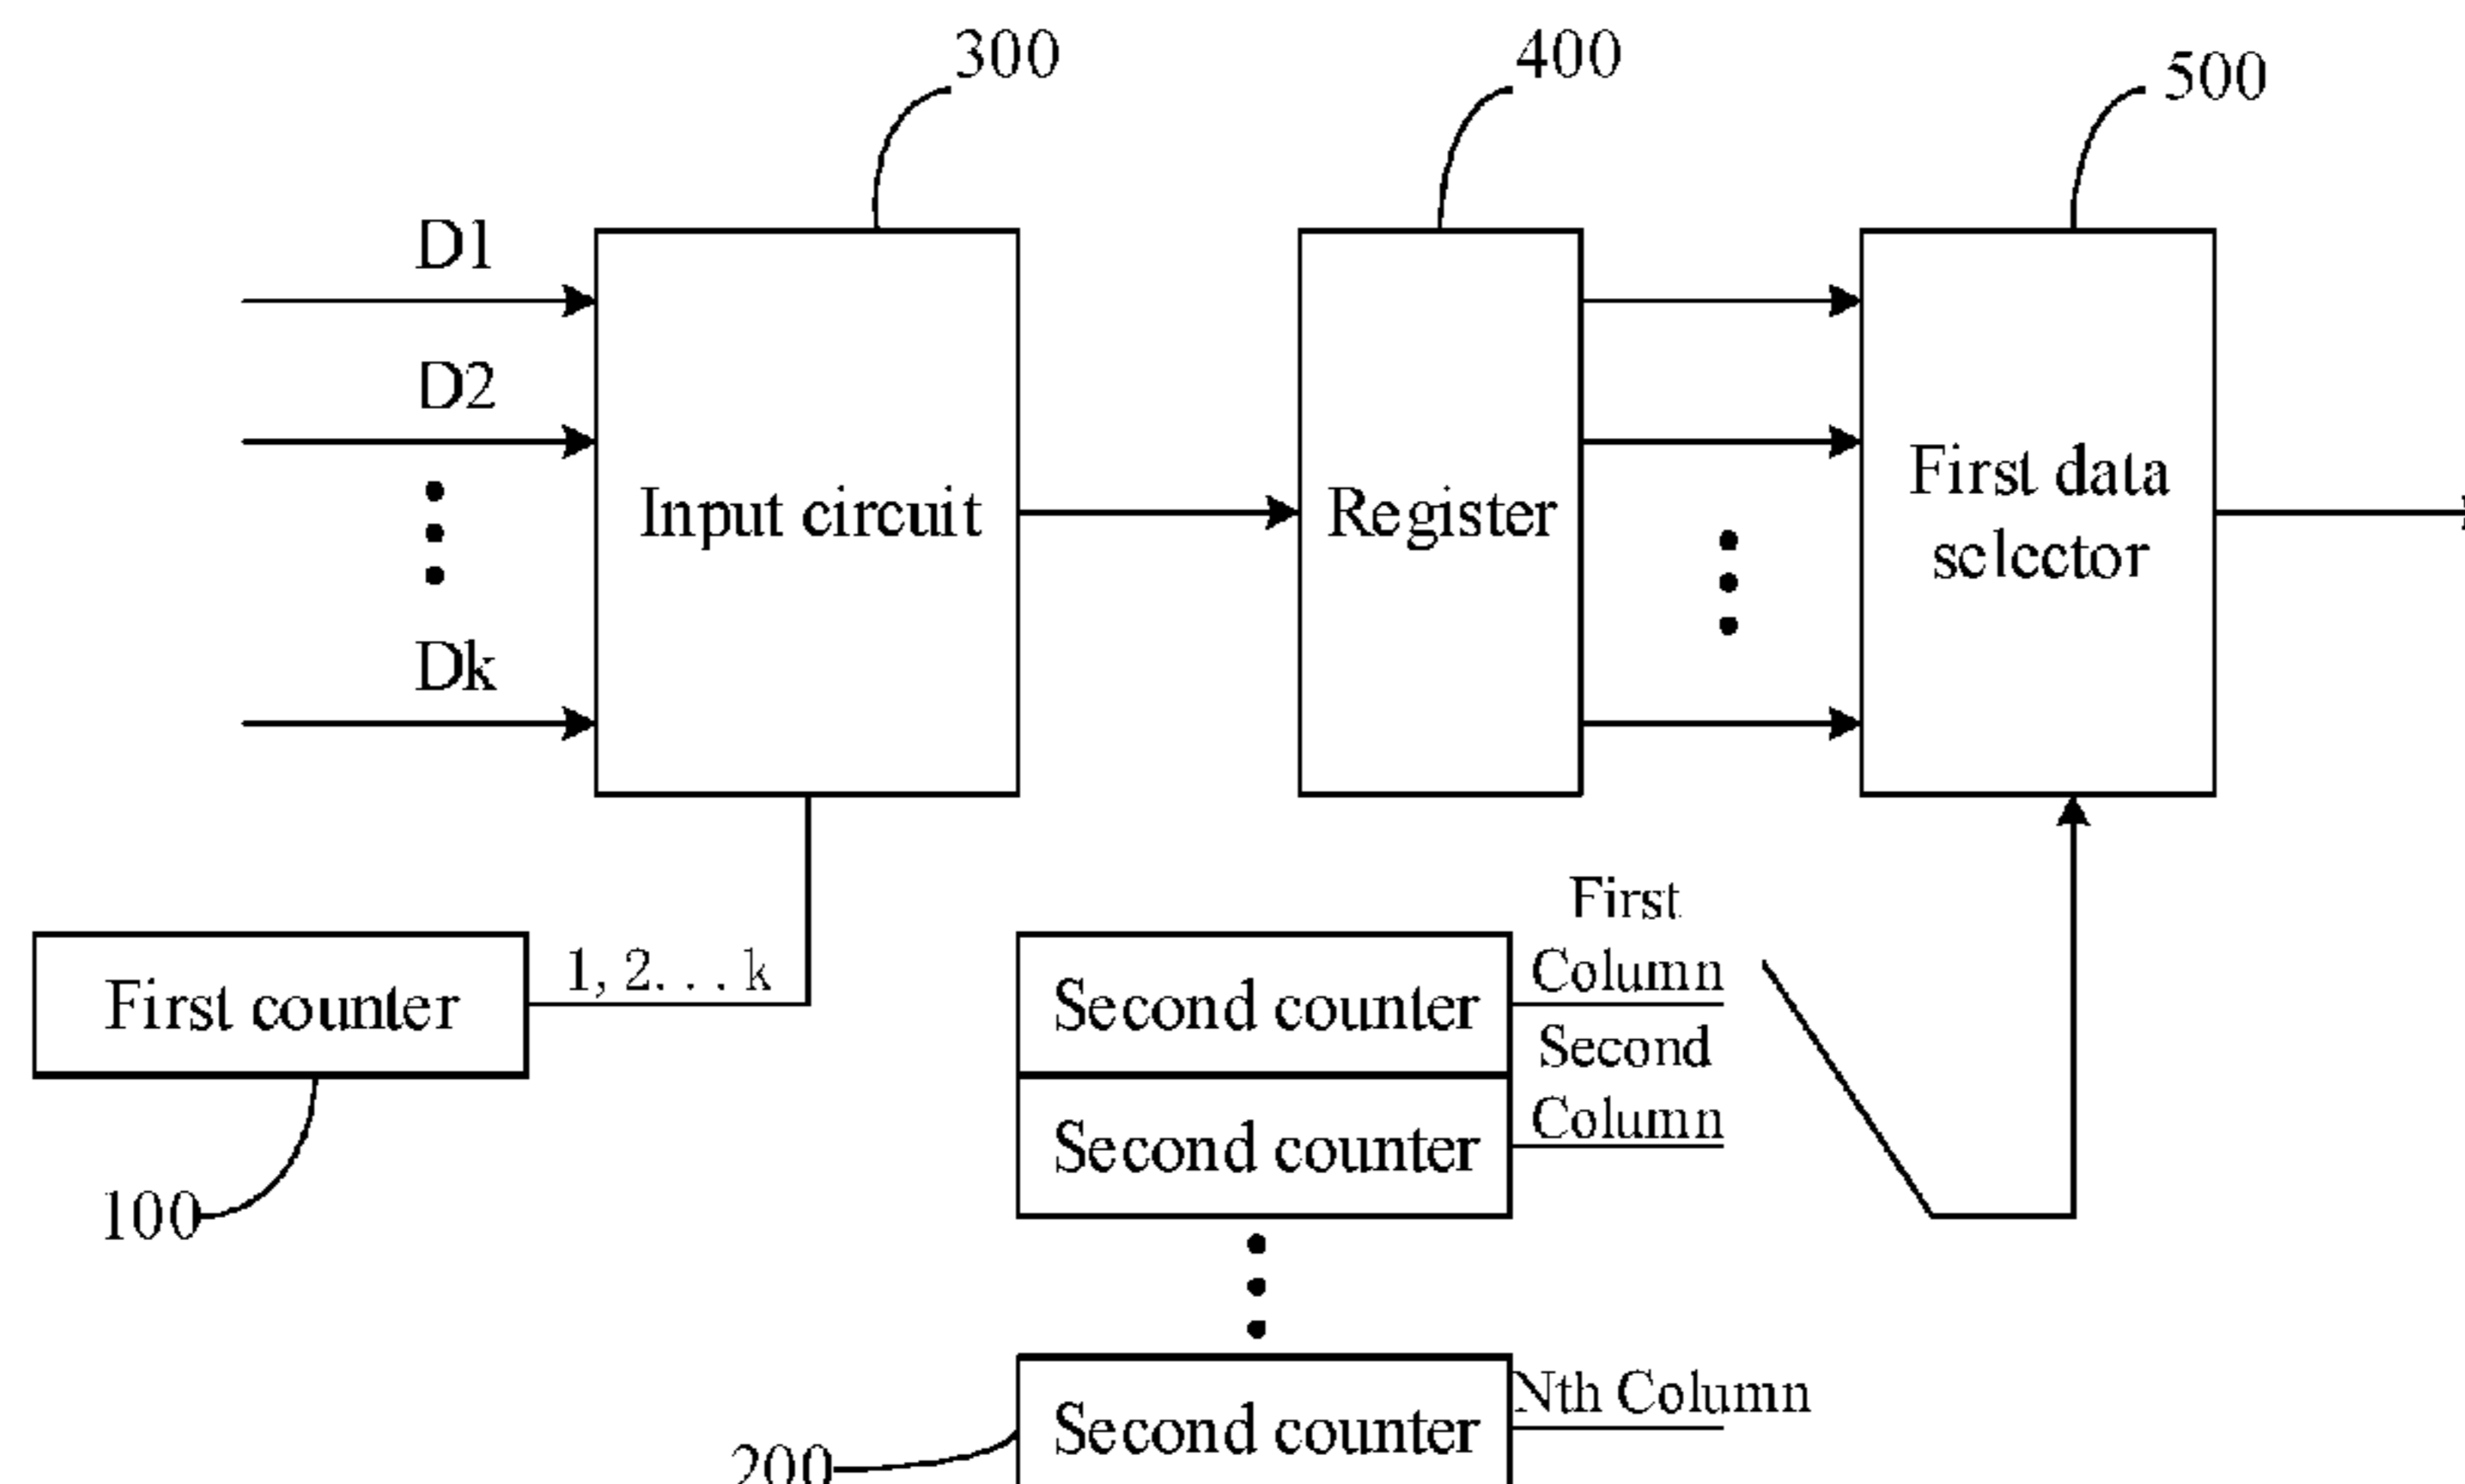 300
400
500
D1
D2
Dk
Input circuit
Register
First data
selector
First counter
1, 2. . . k
100
First
Column
Second counter
Second
Column
Second counter
Nth Column
Second counter
200